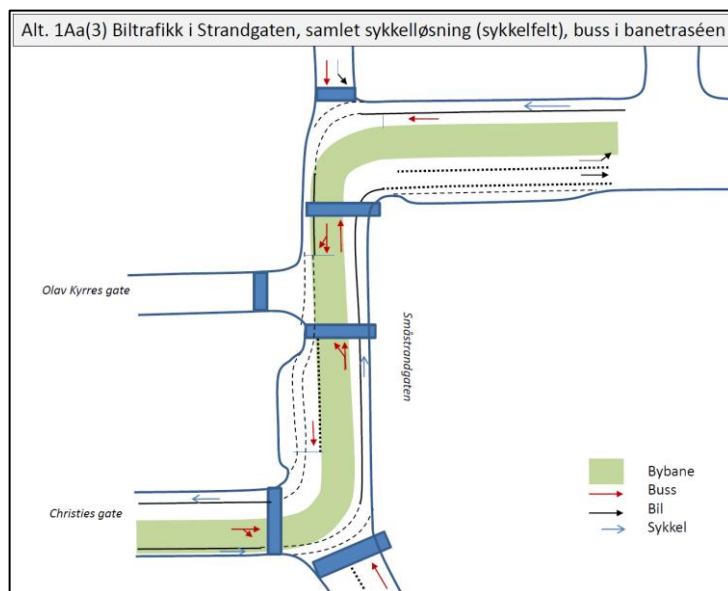 Alt. 1Aa(3) Biltrafikk i Strandgaten, samlet sykkelløsning (sykkelfelt), buss i banetraséen
Olav Kyrres gate
Småstrandgaten
Christies gate
Bybane
Buss
Bil
Sykkel